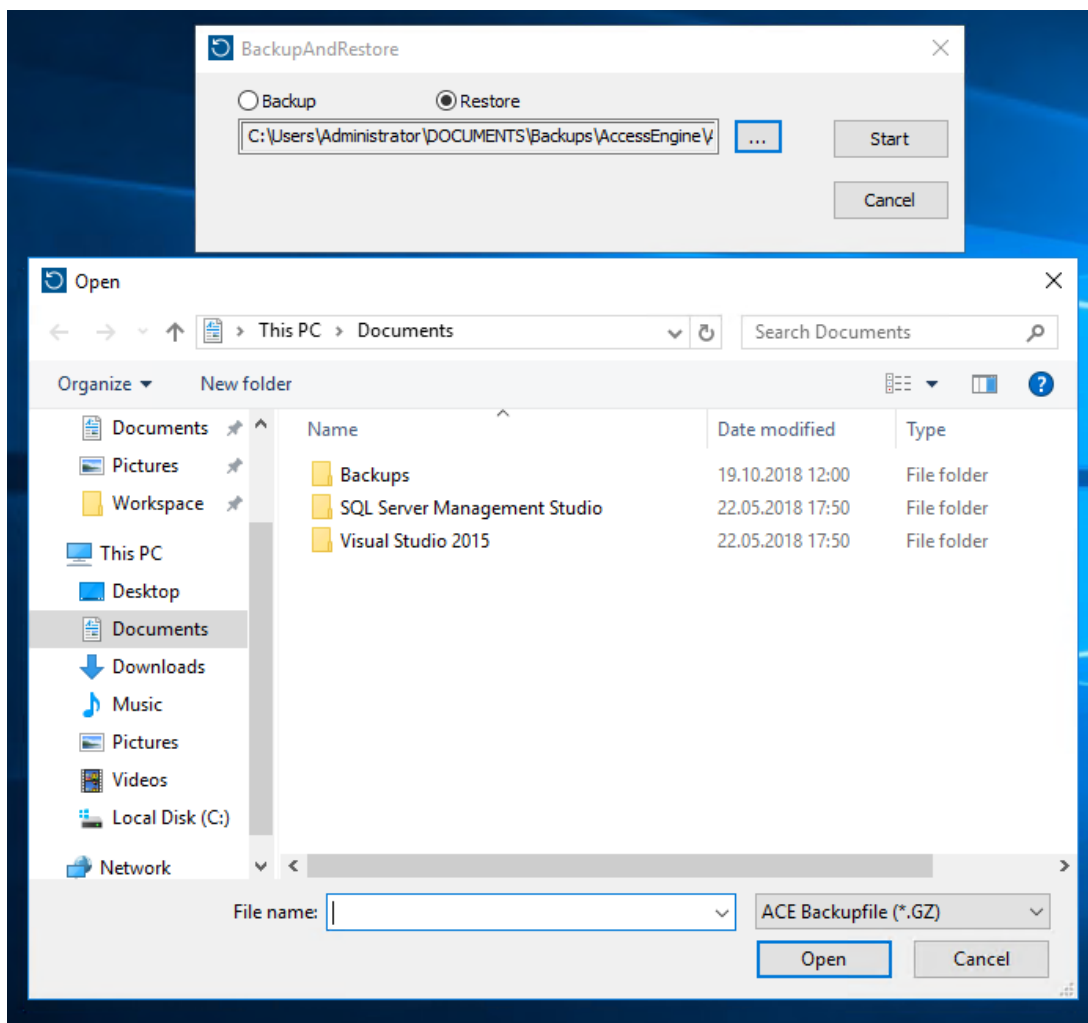 BackupAndRestore
Backup Restore
C:\Users\Administrator\DOCUMENTS\Backups\AccessEngine\A ... Start
Cancel
Open
This PC > Documents Search Documents
Organize New folder
Documents Name Date modified Type
Pictures
Backups 19.10.2018 12:00 File folder
Workspace
SQL Server Management Studio 22.05.2018 17:50 File folder
Visual Studio 2015 22.05.2018 17:50 File folder
This PC
Desktop
Documents
Downloads
Music
Pictures
Videos
Local Disk (C:)
Network
File name: ACE Backupfile (*.GZ)
Open Cancel